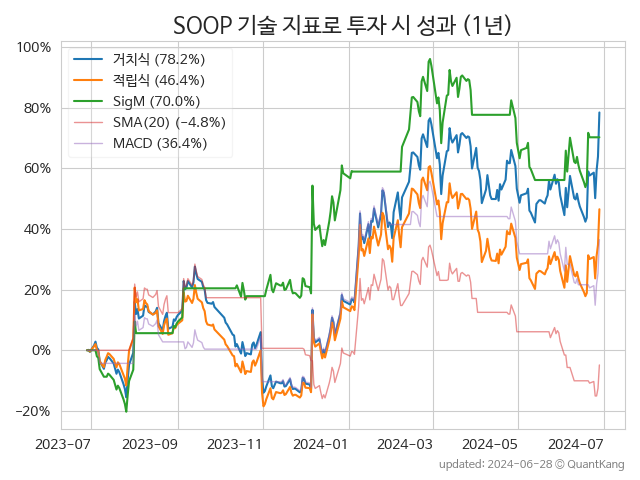 SOOP 기술 지표로 투자 시 성과 (1년)
100%
80%
60%
40%
20%
0%
−20%
거치식 (78.2%)
적립식 (46.4%)
SigM (70.0%)
SMA(20) (−4.8%)
MACD (36.4%)
2023-07
2023-09
2023-11
2024-01
2024-03
2024-05
2024-07
updated: 2024-06-28 © QuantKang